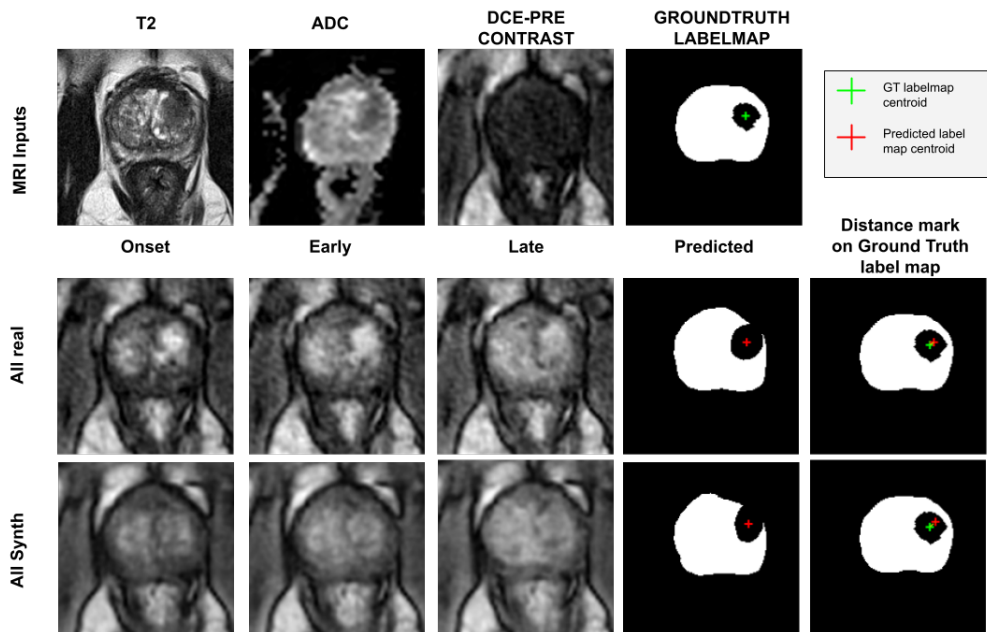 T2
ADC
DCE-PRE
CONTRAST
GROUNDTRUTH
LABELMAP
MRI Inputs
GT labelmap
centroid
Predicted label
map centroid
Onset
Early
Late
Predicted
Distance mark
on Ground Truth
label map
All real
All Synth